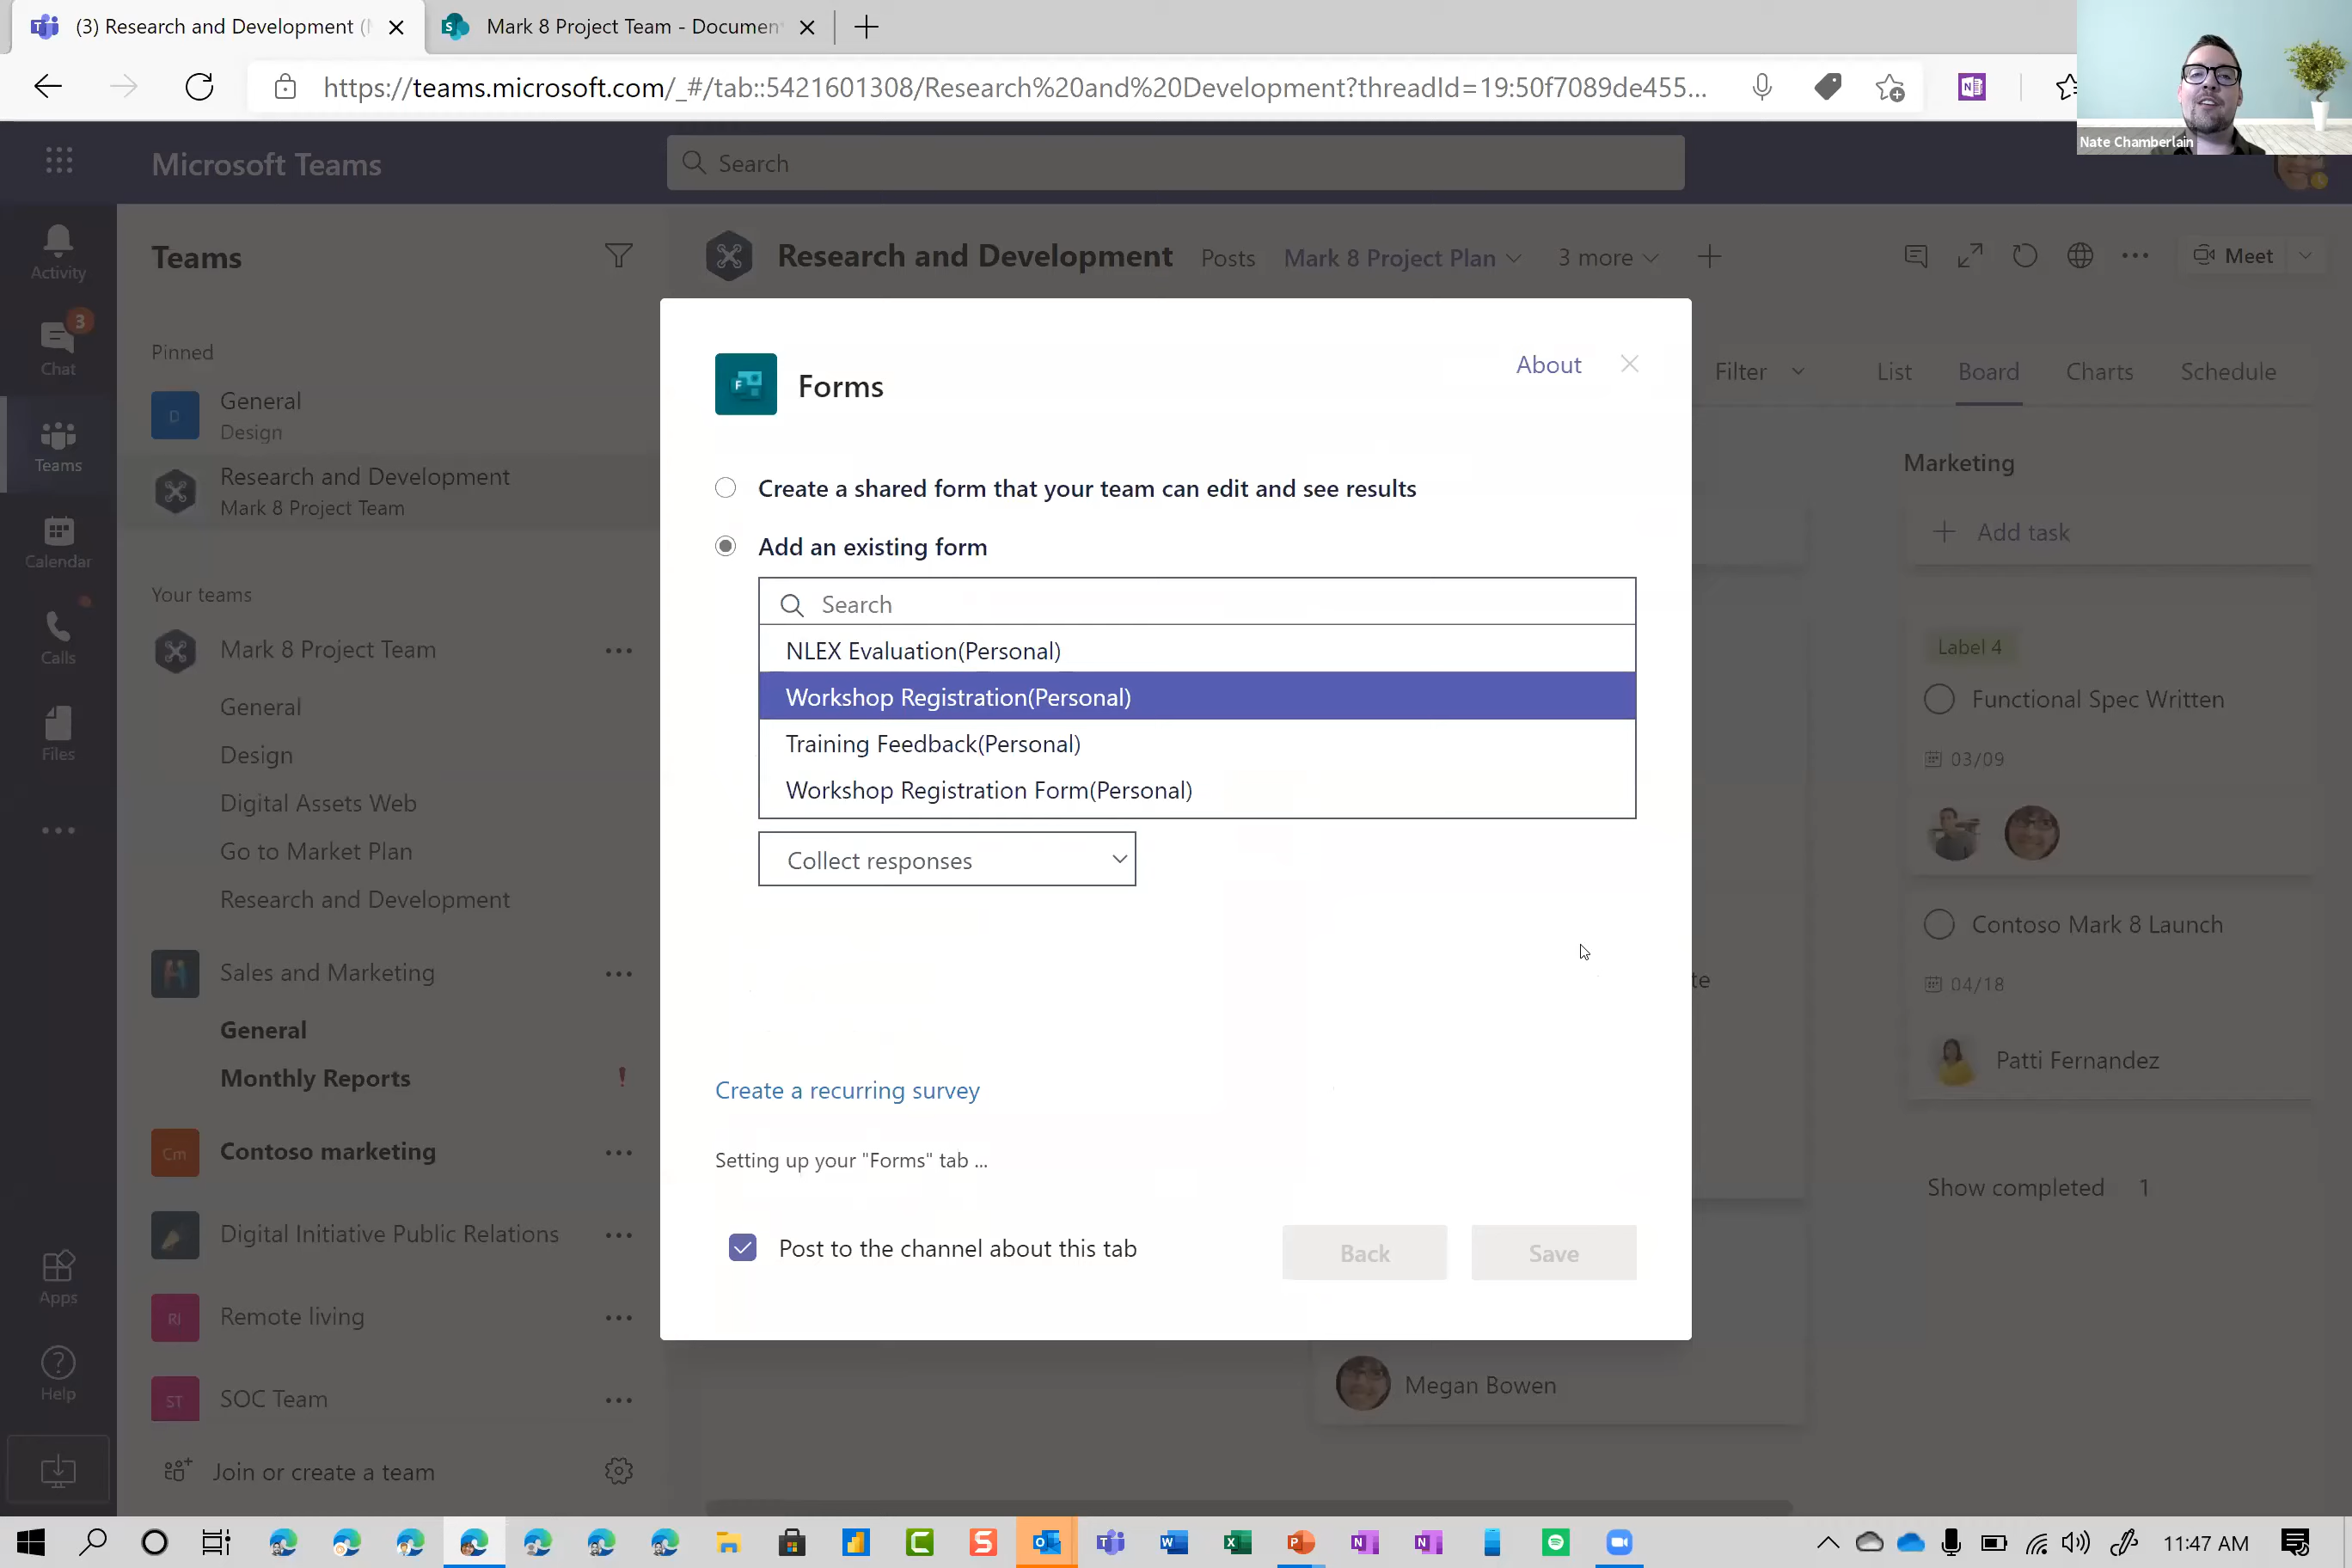 (3) Research and Development (
Mark 8 Project Team - Documen
https://teams.microsoft.com/_#/tab::5421601308/Research%20and%20Development?threadId=19:50f7089de455...
Nate Chamberlain
Microsoft Teams
Search
Activity
Chat
3
Teams
Calendar
Calls
Files
Apps
Help
Teams
Pinned
D
General
Design
Research and Development
Mark 8 Project Team
Your teams
Mark 8 Project Team
General
Design
Digital Assets Web
Go to Market Plan
Research and Development
Sales and Marketing
General
Monthly Reports
!
Cm
Contoso marketing
Digital Initiative Public Relations
Rl
Remote living
ST
SOC Team
Join or create a team
Research and Development
Posts
Mark 8 Project Plan
3 more
Meet
Filter
List
Board
Charts
Schedule
F
Forms
About
Create a shared form that your team can edit and see results
Add an existing form
Search
NLEX Evaluation(Personal)
Workshop Registration(Personal)
Training Feedback(Personal)
Workshop Registration Form(Personal)
Collect responses
Create a recurring survey
Setting up your "Forms" tab ...
Post to the channel about this tab
Back
Save
Marketing
Add task
Label 4
Functional Spec Written
03/09
Contoso Mark 8 Launch
04/18
te
Patti Fernandez
Show completed 1
Megan Bowen
11:47 AM